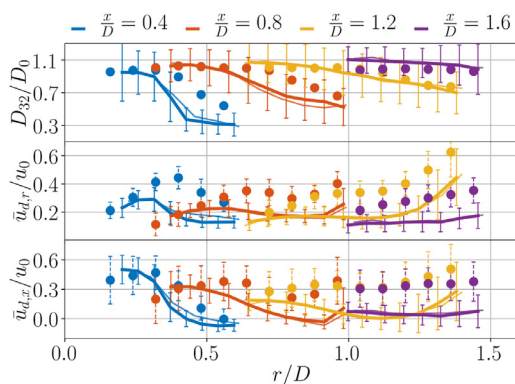 x/D = 0.4 x/D = 0.8 x/D = 1.2 x/D = 1.6
D₃₂/D₀
1.1
0.7
0.3
ū_{d,r}/u₀
0.6
0.4
0.2
ū_{d,x}/u₀
0.6
0.3
0.0
0.0 0.5 1.0 1.5
r/D